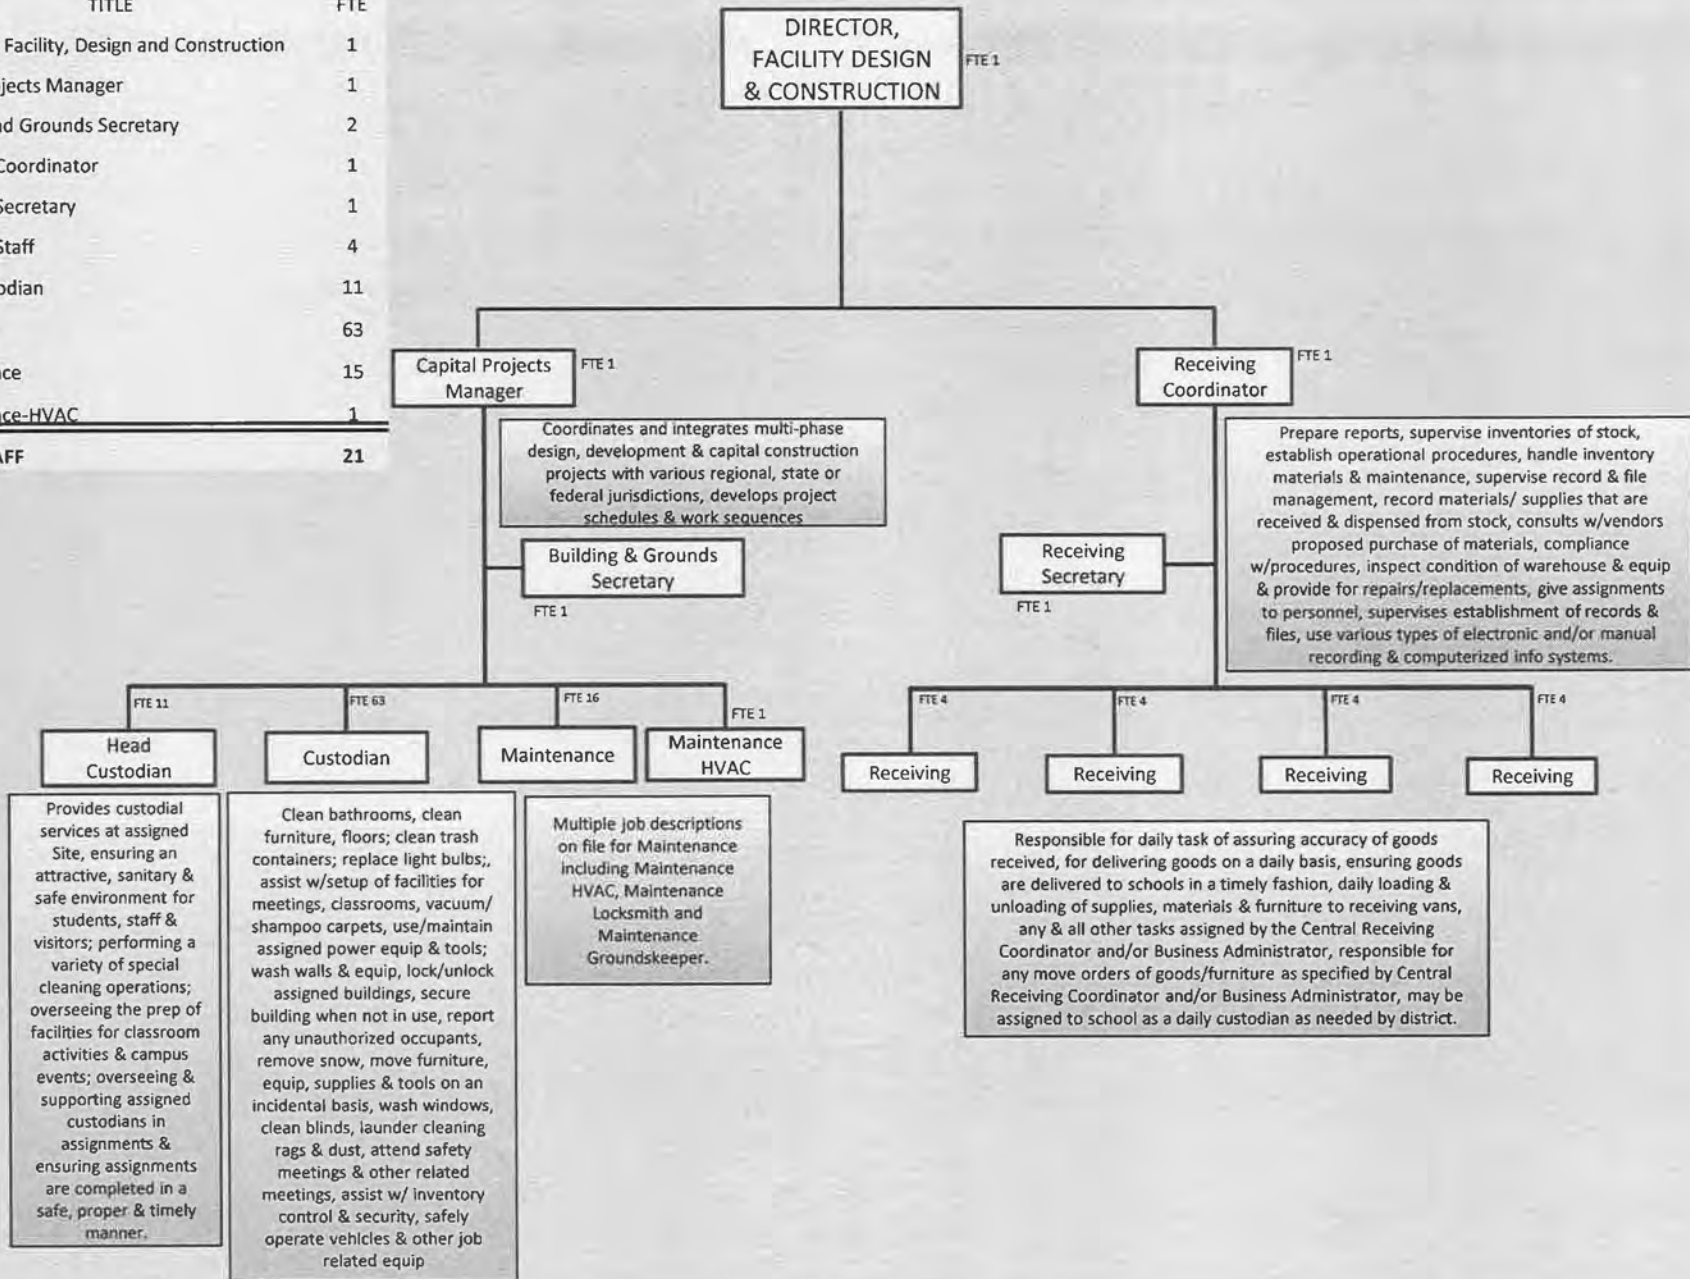 TITLE FTE
Facility, Design and Construction 1
jects Manager 1
nd Grounds Secretary 2
Coordinator 1
Secretary 1
Staff 4
odian 11
63
ce 15
ce-HVAC 1
AFF 21
DIRECTOR,
FACILITY DESIGN
& CONSTRUCTION
FTE 1
Capital Projects
Manager
FTE 1
Coordinates and integrates multi-phase
design, development & capital construction
projects with various regional, state or
federal jurisdictions, develops project
schedules & work sequences
Building & Grounds
Secretary
FTE 1
Receiving
Coordinator
FTE 1
Prepare reports, supervise inventories of stock,
establish operational procedures, handle inventory
materials & maintenance, supervise record & file
management, record materials/ supplies that are
received & dispensed from stock, consults w/vendors
proposed purchase of materials, compliance
w/procedures, inspect condition of warehouse & equip
& provide for repairs/replacements, give assignments
to personnel, supervises establishment of records &
files, use various types of electronic and/or manual
recording & computerized info systems.
Receiving
Secretary
FTE 1
FTE 11
Head
Custodian
Provides custodial
services at assigned
Site, ensuring an
attractive, sanitary &
safe environment for
students, staff &
visitors; performing a
variety of special
cleaning operations;
overseeing the prep of
facilities for classroom
activities & campus
events; overseeing &
supporting assigned
custodians in
assignments &
ensuring assignments
are completed in a
safe, proper & timely
manner.
FTE 63
Custodian
Clean bathrooms, clean
furniture, floors; clean trash
containers; replace light bulbs;,
assist w/setup of facilities for
meetings, classrooms, vacuum/
shampoo carpets, use/maintain
assigned power equip & tools;
wash walls & equip, lock/unlock
assigned buildings, secure
building when not in use, report
any unauthorized occupants,
remove snow, move furniture,
equip, supplies & tools on an
incidental basis, wash windows,
clean blinds, launder cleaning
rags & dust, attend safety
meetings & other related
meetings, assist w/ inventory
control & security, safely
operate vehicles & other job
related equip
FTE 16
Maintenance
FTE 1
Maintenance
HVAC
Multiple job descriptions
on file for Maintenance
including Maintenance
HVAC, Maintenance
Locksmith and
Maintenance
Groundskeeper.
FTE 4
Receiving
FTE 4
Receiving
FTE 4
Receiving
FTE 4
Receiving
Responsible for daily task of assuring accuracy of goods
received, for delivering goods on a daily basis, ensuring goods
are delivered to schools in a timely fashion, daily loading &
unloading of supplies, materials & furniture to receiving vans,
any & all other tasks assigned by the Central Receiving
Coordinator and/or Business Administrator, responsible for
any move orders of goods/furniture as specified by Central
Receiving Coordinator and/or Business Administrator, may be
assigned to school as a daily custodian as needed by district.